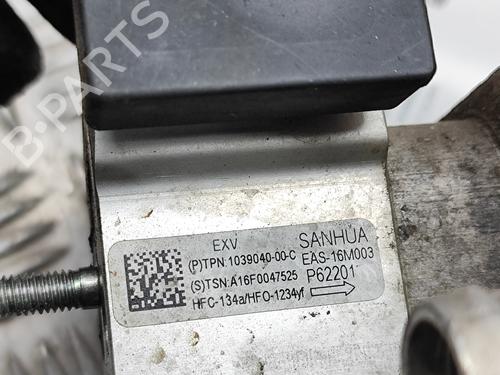 B-PARTS
EXV SANHUA
(P)TPN:1039040-00-C EAS-16M003
(S)TSN:A16F0047525 P62201
HFC-134a/HFO-1234yf